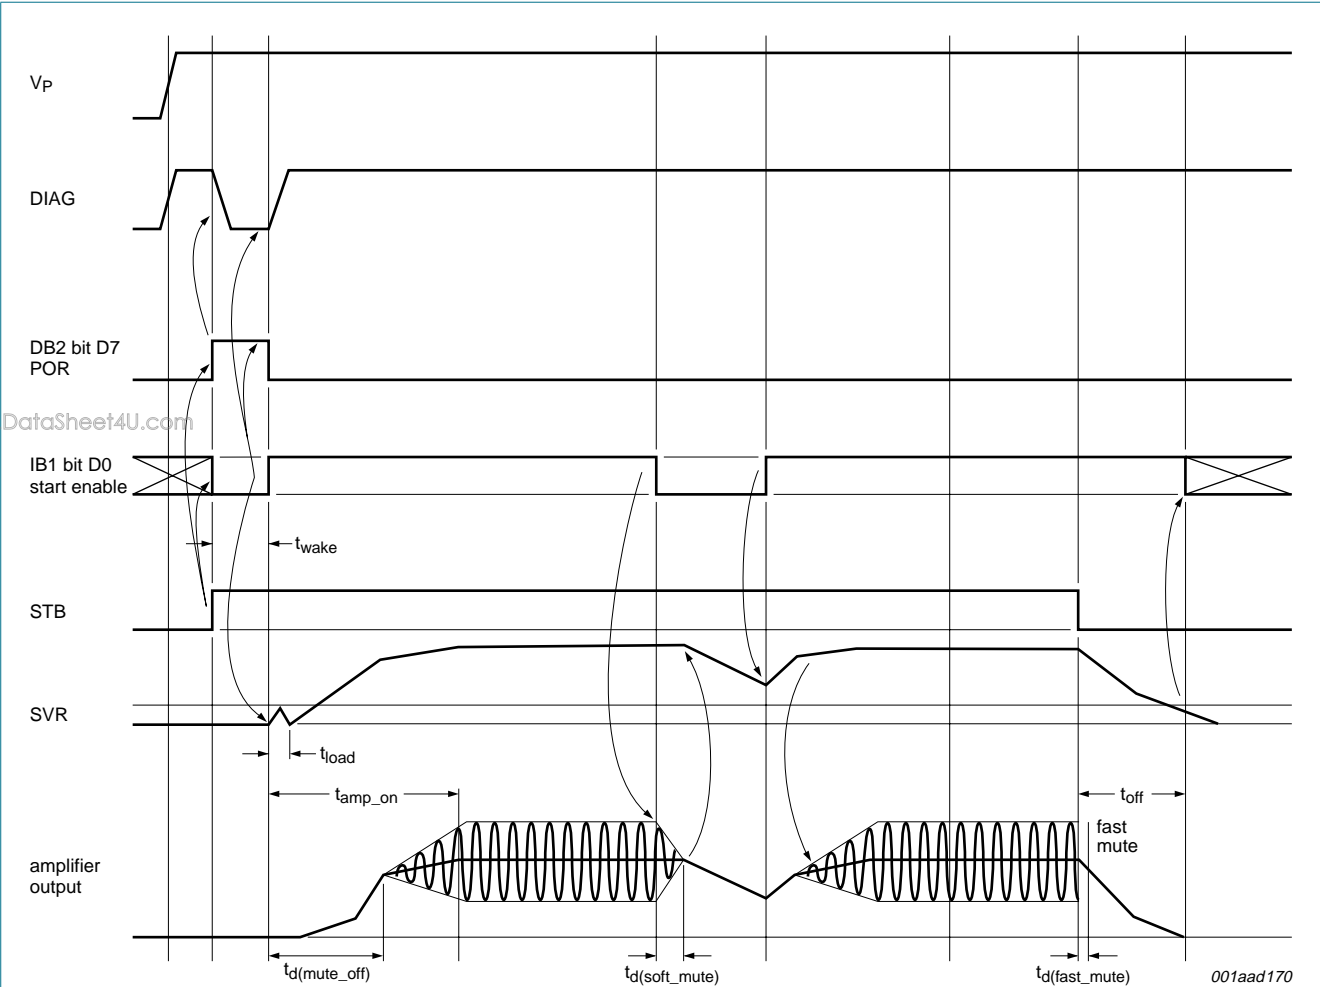 VP
DIAG
DB2 bit D7
POR
DataSheet4U.com
IB1 bit D0
start enable
twake
STB
SVR
tload
tamp_on
toff
fast
mute
amplifier
output
td(mute_off)
td(soft_mute)
td(fast_mute)
001aad170